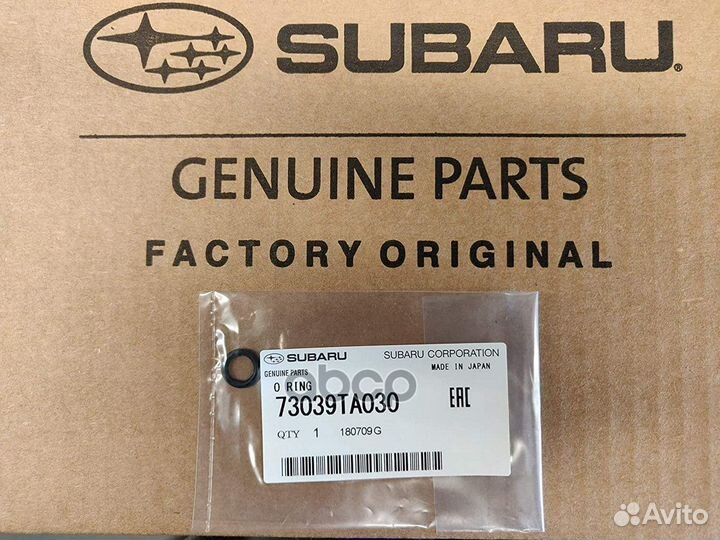 SUBARU®
GENUINE PARTS
FACTORY ORIGINAL
SUBARU
SUBARU CORPORATION
GENUINE PARTS
MADE IN JAPAN
O RING
73039TA030
EAC
QTY 1 180709G
Avito